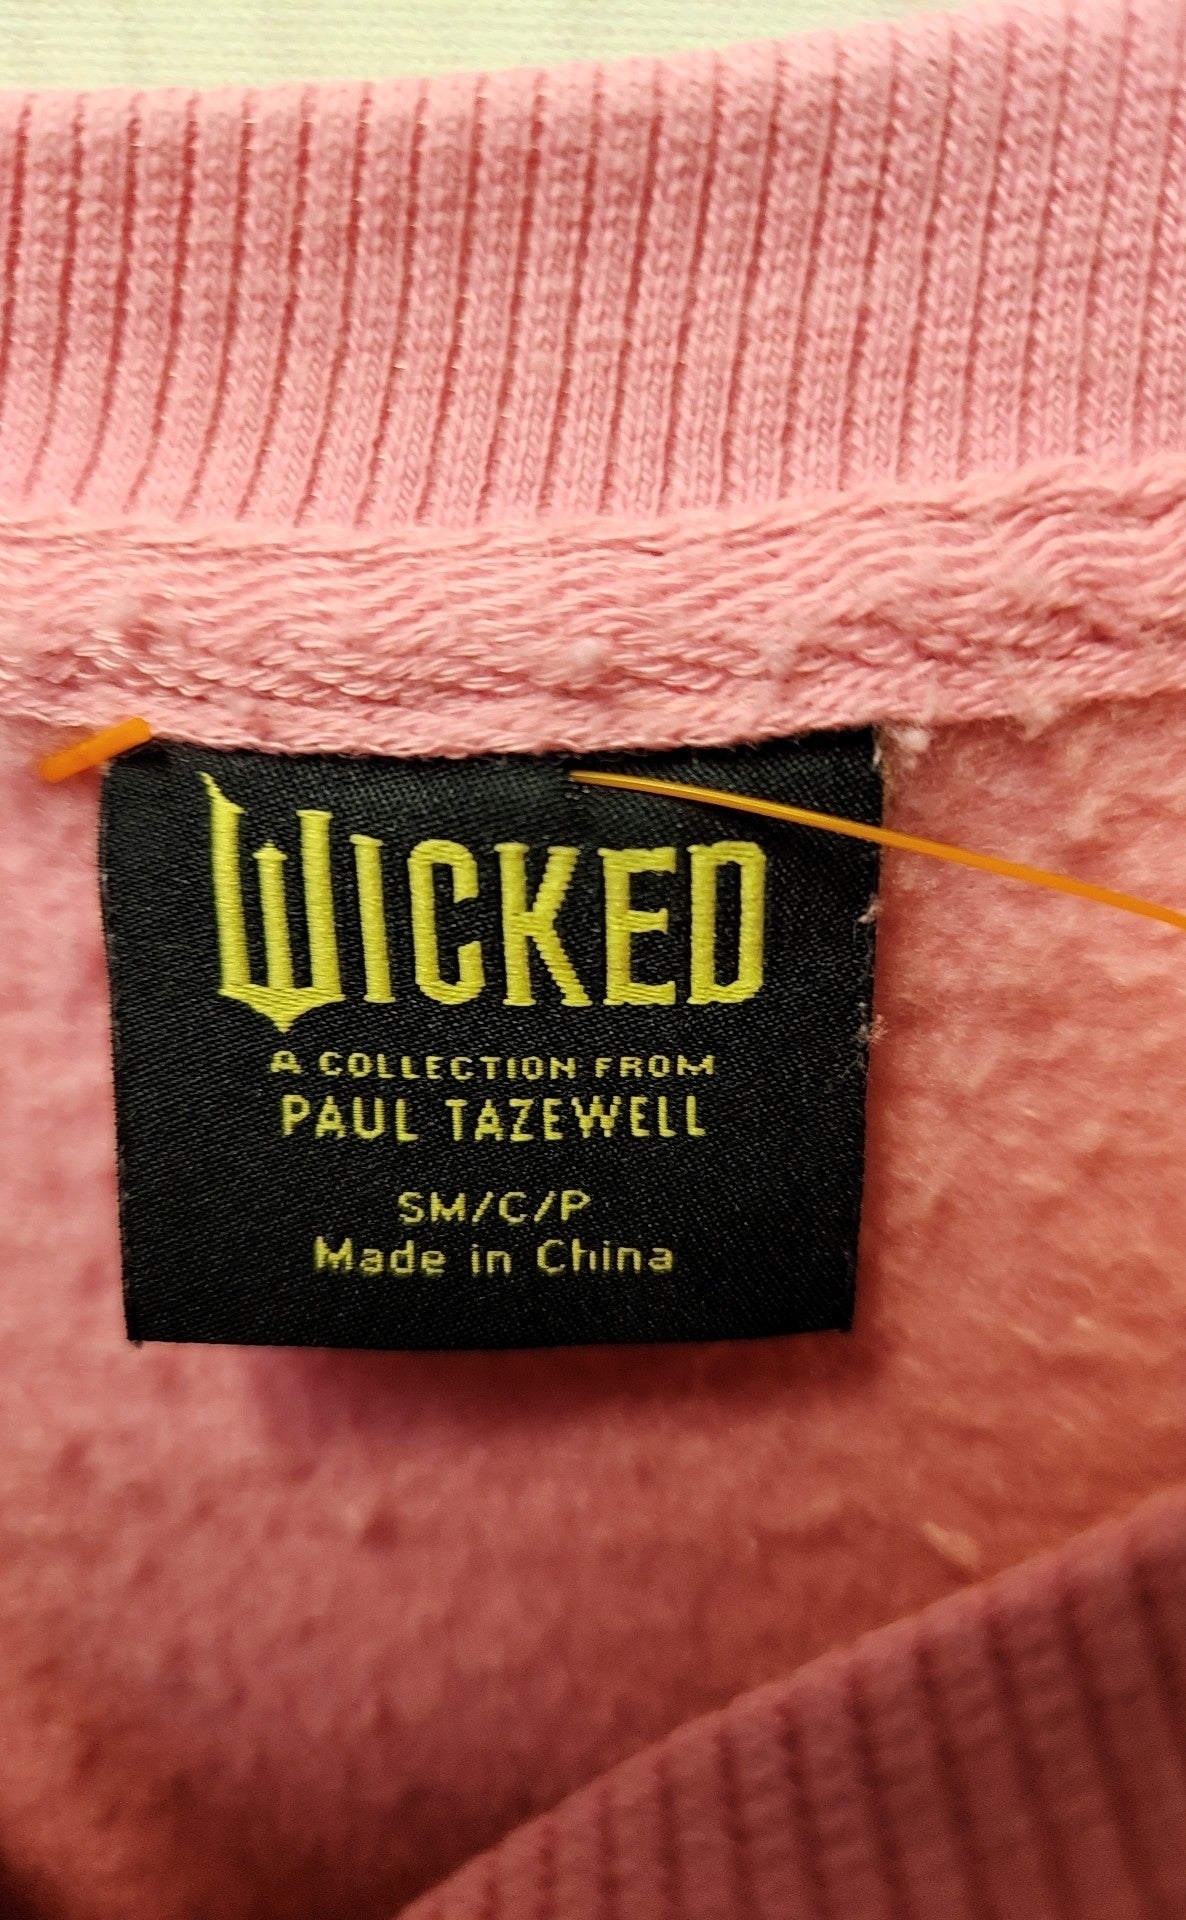 WICKED
A COLLECTION FROM
PAUL TAZEWELL
SM/C/P
Made in China